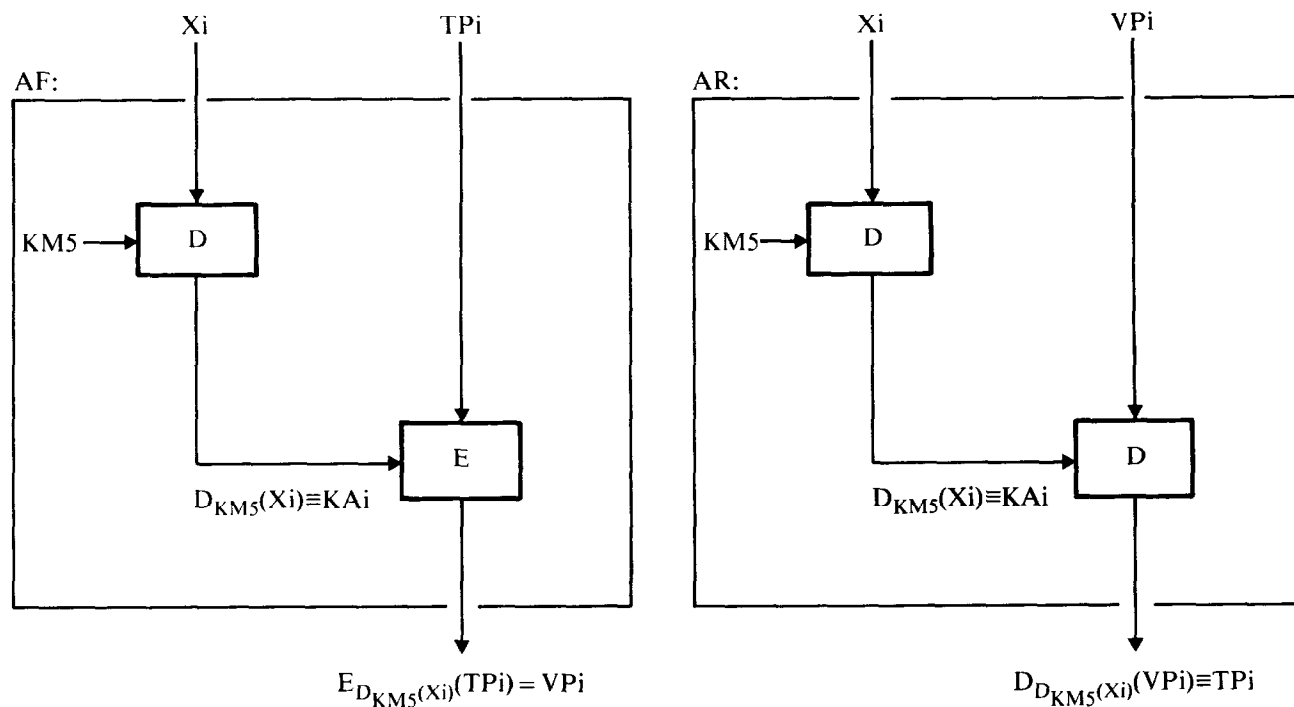 Xi TPi
AF:
KM5 D
E
D_KM5(Xi)≡KAi
E_D_KM5(Xi)(TPi) = VPi
Xi VPi
AR:
KM5 D
D
D_KM5(Xi)≡KAi
D_D_KM5(Xi)(VPi)≡TPi